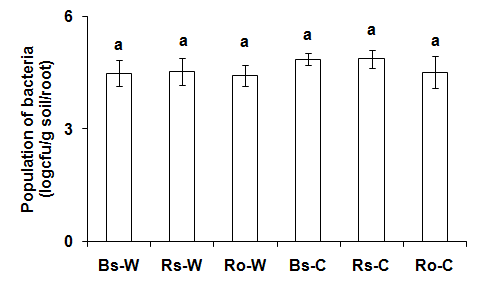 Population of bacteria
(logcfu/g soil/root)
6
3
0
a a a a a a
Bs-W Rs-W Ro-W Bs-C Rs-C Ro-C